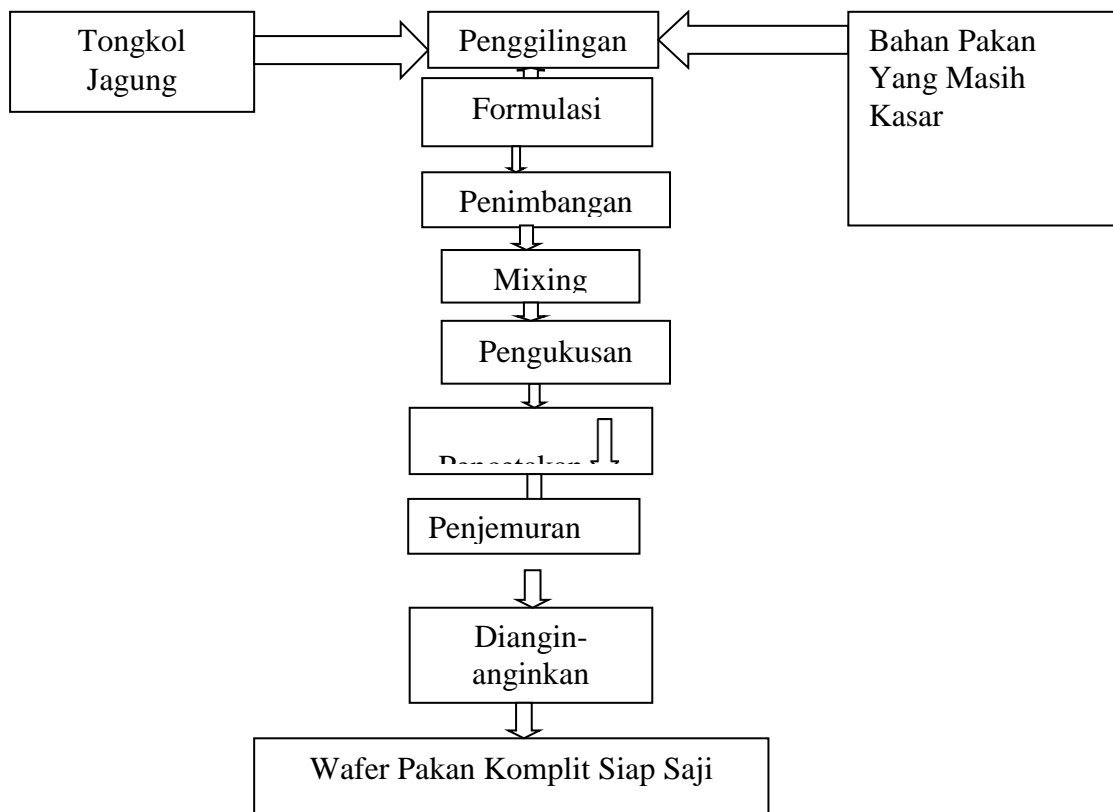 Tongkol
Jagung
Penggilingan
Bahan Pakan
Yang Masih
Kasar
Formulasi
Penimbangan
Mixing
Pengukusan
Pencetakan
Penjemuran
Diangin-
anginkan
Wafer Pakan Komplit Siap Saji